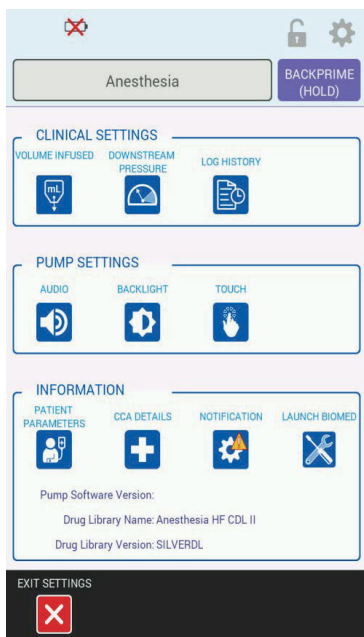 Anesthesia
BACKPRIME
(HOLD)
CLINICAL SETTINGS
VOLUME INFUSED
DOWNSTREAM
PRESSURE
LOG HISTORY
mL
PUMP SETTINGS
AUDIO
BACKLIGHT
TOUCH
INFORMATION
PATIENT
PARAMETERS
CCA DETAILS
NOTIFICATION
LAUNCH BIOMED
Pump Software Version:
Drug Library Name: Anesthesia HF CDL II
Drug Library Version: SILVERDL
EXIT SETTINGS